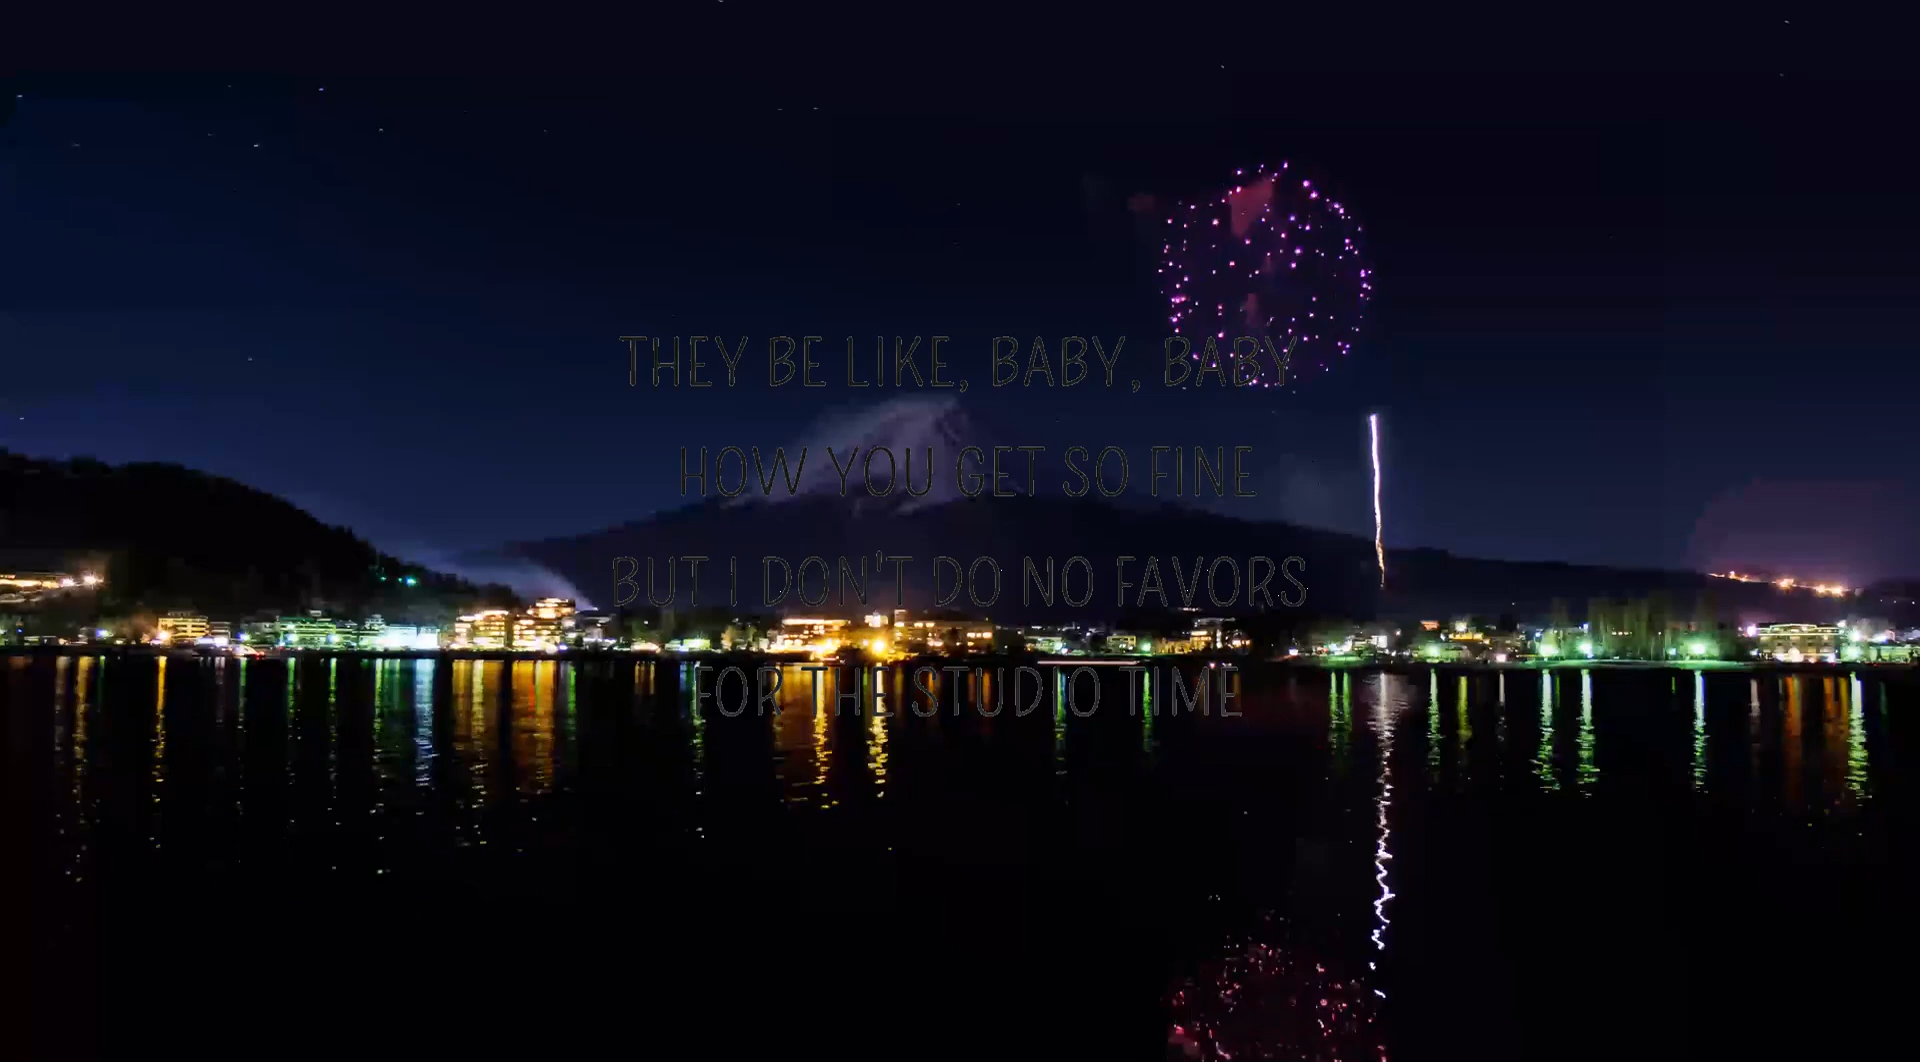 THEY BE LIKE, BABY, BABY
HOW YOU GET SO FINE
BUT I DON'T DO NO FAVORS
FOR THE STUDIO TIME